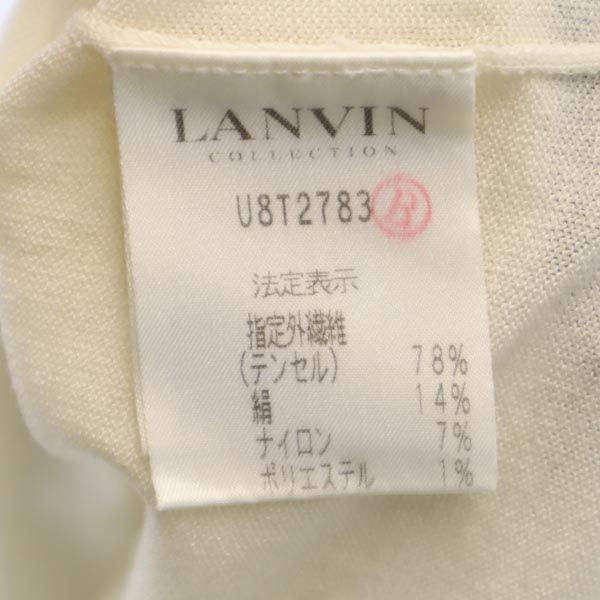 LANVIN
COLLECTION
U8T2783
法定表示
指定外繊維
(テンセル) 78%
絹 14%
ナイロン 7%
ポリエステル 1%